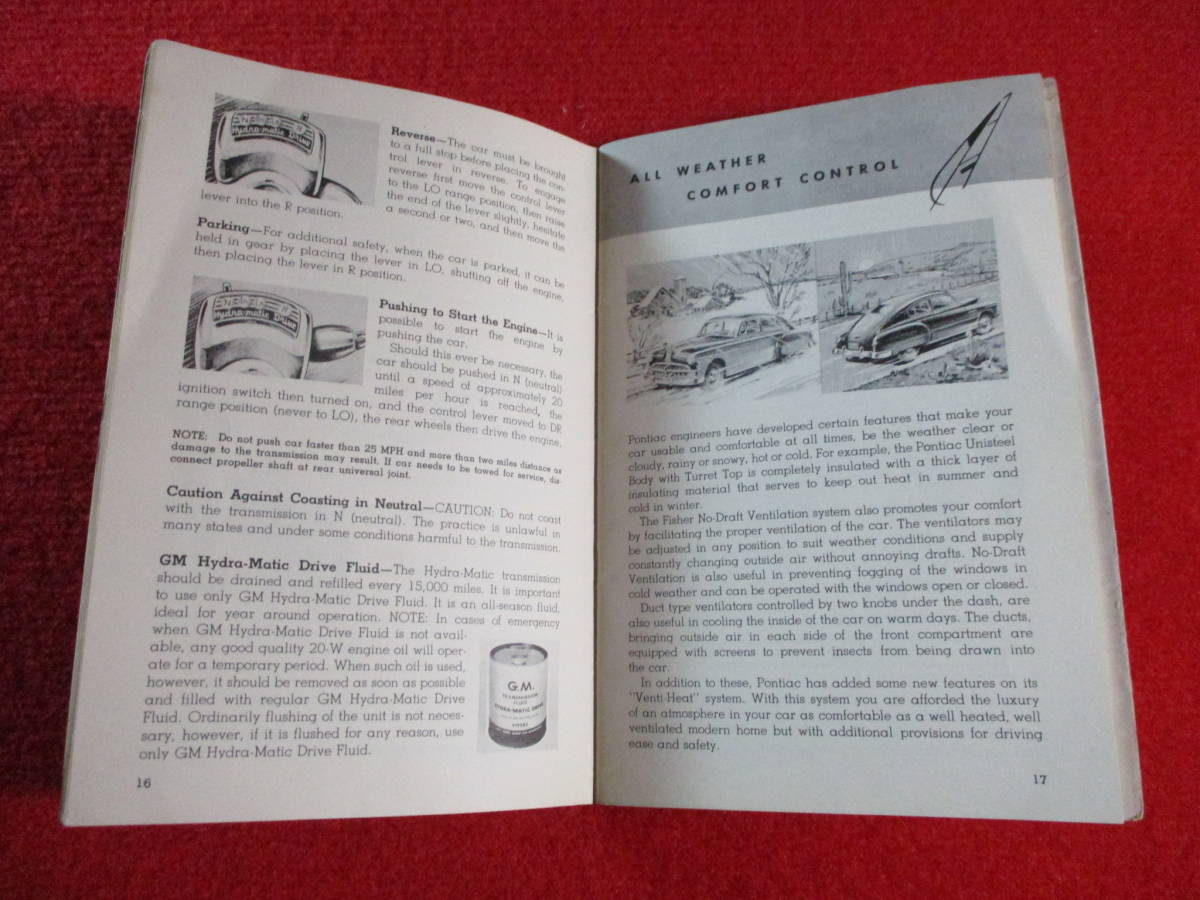 N DR LO R
Hydra-matic Drive
Reverse—The car must be brought
to a full stop before placing the con-
trol lever in reverse. To engage
reverse first move the control lever
to the LO range position, then raise
the end of the lever slightly, hesitate
a second or two, and then move the
lever into the R position.
Parking—For additional safety, when the car is parked, it can be
held in gear by placing the lever in LO, shutting off the engine,
then placing the lever in R position.
N DR LO R
Hydra-matic Drive
Pushing to Start the Engine—It is
possible to start the engine by
pushing the car.
Should this ever be necessary, the
car should be pushed in N (neutral)
until a speed of approximately 20
miles per hour is reached, the
ignition switch then turned on, and the control lever moved to DR
range position (never to LO), the rear wheels then drive the engine.
NOTE: Do not push car faster than 25 MPH and more than two miles distance as
damage to the transmission may result. If car needs to be towed for service, dis-
connect propeller shaft at rear universal joint.
Caution Against Coasting in Neutral—CAUTION: Do not coast
with the transmission in N (neutral). The practice is unlawful in
many states and under some conditions harmful to the transmission.
GM Hydra-Matic Drive Fluid—The Hydra-Matic transmission
should be drained and refilled every 15,000 miles. It is important
to use only GM Hydra-Matic Drive Fluid. It is an all-season fluid,
ideal for year around operation. NOTE: In cases of emergency
when GM Hydra-Matic Drive Fluid is not avail-
able, any good quality 20-W engine oil will oper-
ate for a temporary period. When such oil is used,
however, it should be removed as soon as possible
and filled with regular GM Hydra-Matic Drive
Fluid. Ordinarily flushing of the unit is not neces-
sary, however, if it is flushed for any reason, use
only GM Hydra-Matic Drive Fluid.
G.M.
TRANSMISSION
FLUID
HYDRA-MATIC DRIVE
16
ALL WEATHER
COMFORT CONTROL
Pontiac engineers have developed certain features that make your
car usable and comfortable at all times, be the weather clear or
cloudy, rainy or snowy, hot or cold. For example, the Pontiac Unisteel
Body with Turret Top is completely insulated with a thick layer of
insulating material that serves to keep out heat in summer and
cold in winter.
The Fisher No-Draft Ventilation system also promotes your comfort
by facilitating the proper ventilation of the car. The ventilators may
be adjusted in any position to suit weather conditions and supply
constantly changing outside air without annoying drafts. No-Draft
Ventilation is also useful in preventing fogging of the windows in
cold weather and can be operated with the windows open or closed.
Duct type ventilators controlled by two knobs under the dash, are
also useful in cooling the inside of the car on warm days. The ducts,
bringing outside air in each side of the front compartment are
equipped with screens to prevent insects from being drawn into
the car.
In addition to these, Pontiac has added some new features on its
"Venti-Heat" system. With this system you are afforded the luxury
of an atmosphere in your car as comfortable as a well heated, well
ventilated modern home but with additional provisions for driving
ease and safety.
17